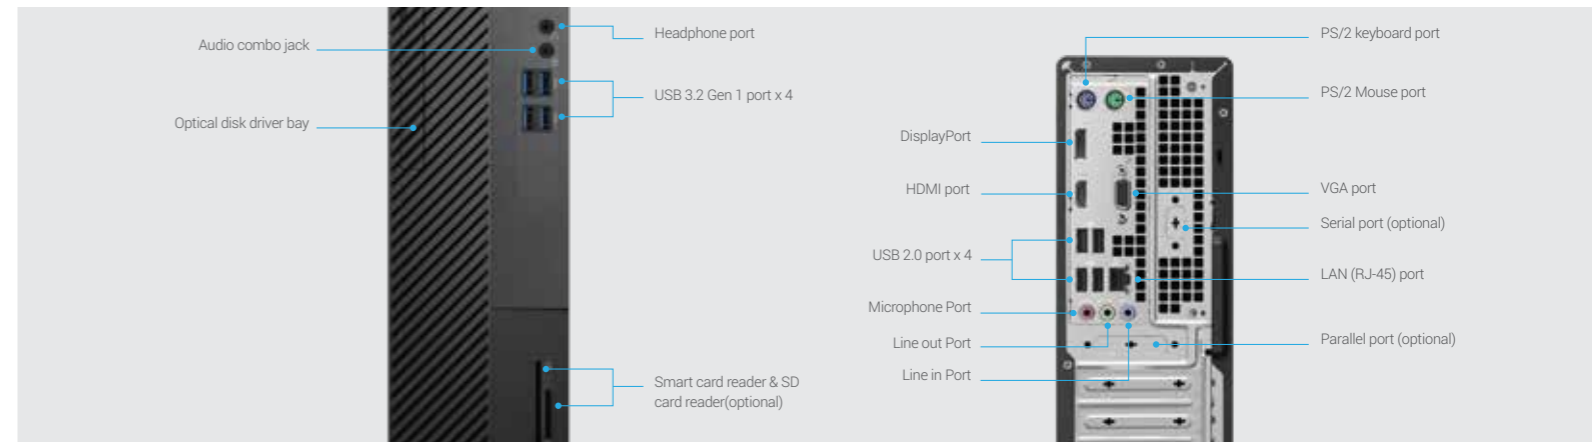 Audio combo jack
Optical disk driver bay
Headphone port
USB 3.2 Gen 1 port x 4
Smart card reader & SD
card reader(optional)
DisplayPort
HDMI port
USB 2.0 port x 4
Microphone Port
Line out Port
Line in Port
PS/2 keyboard port
PS/2 Mouse port
VGA port
Serial port (optional)
LAN (RJ-45) port
Parallel port (optional)